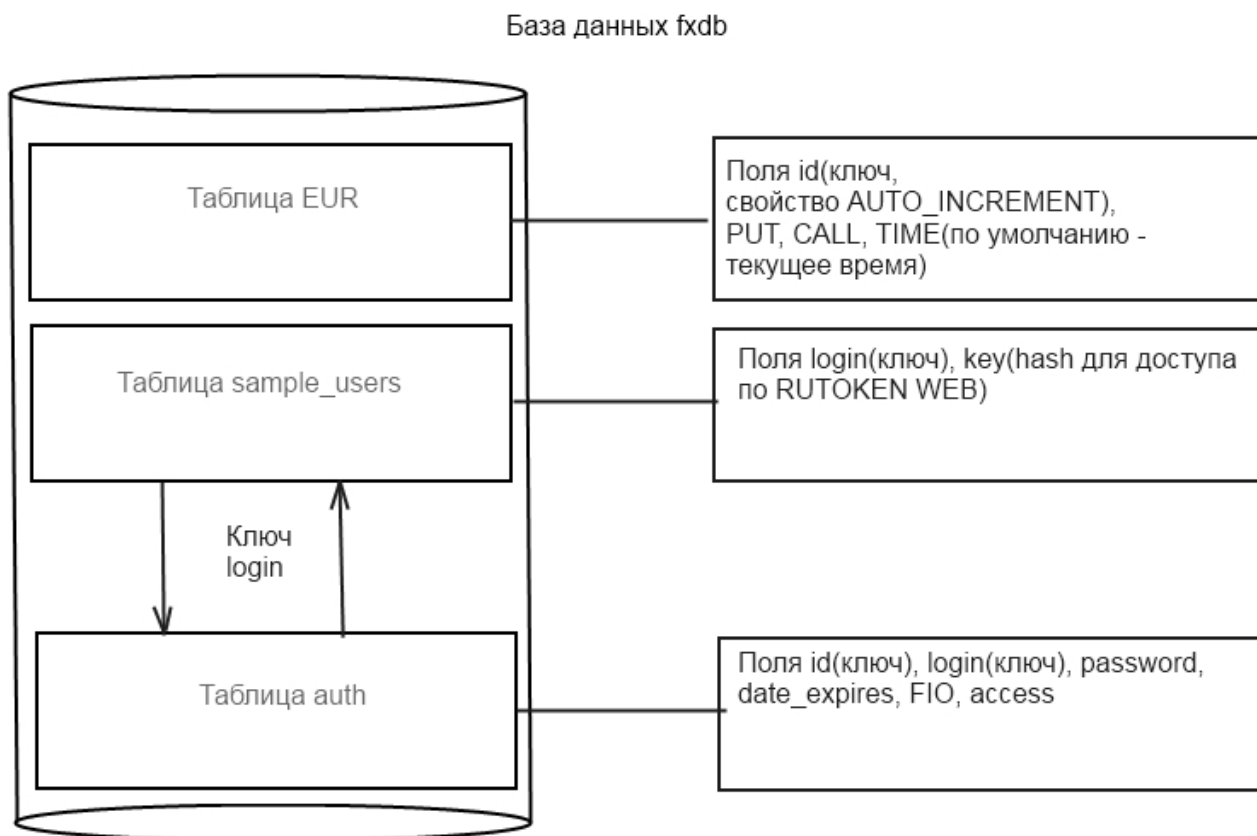 База данных fxdb
Таблица EUR
Поля id(ключ,
свойство AUTO_INCREMENT),
PUT, CALL, TIME(по умолчанию -
текущее время)
Таблица sample_users
Поля login(ключ), key(hash для доступа
по RUTOKEN WEB)
Ключ
login
Таблица auth
Поля id(ключ), login(ключ), password,
date_expires, FIO, access